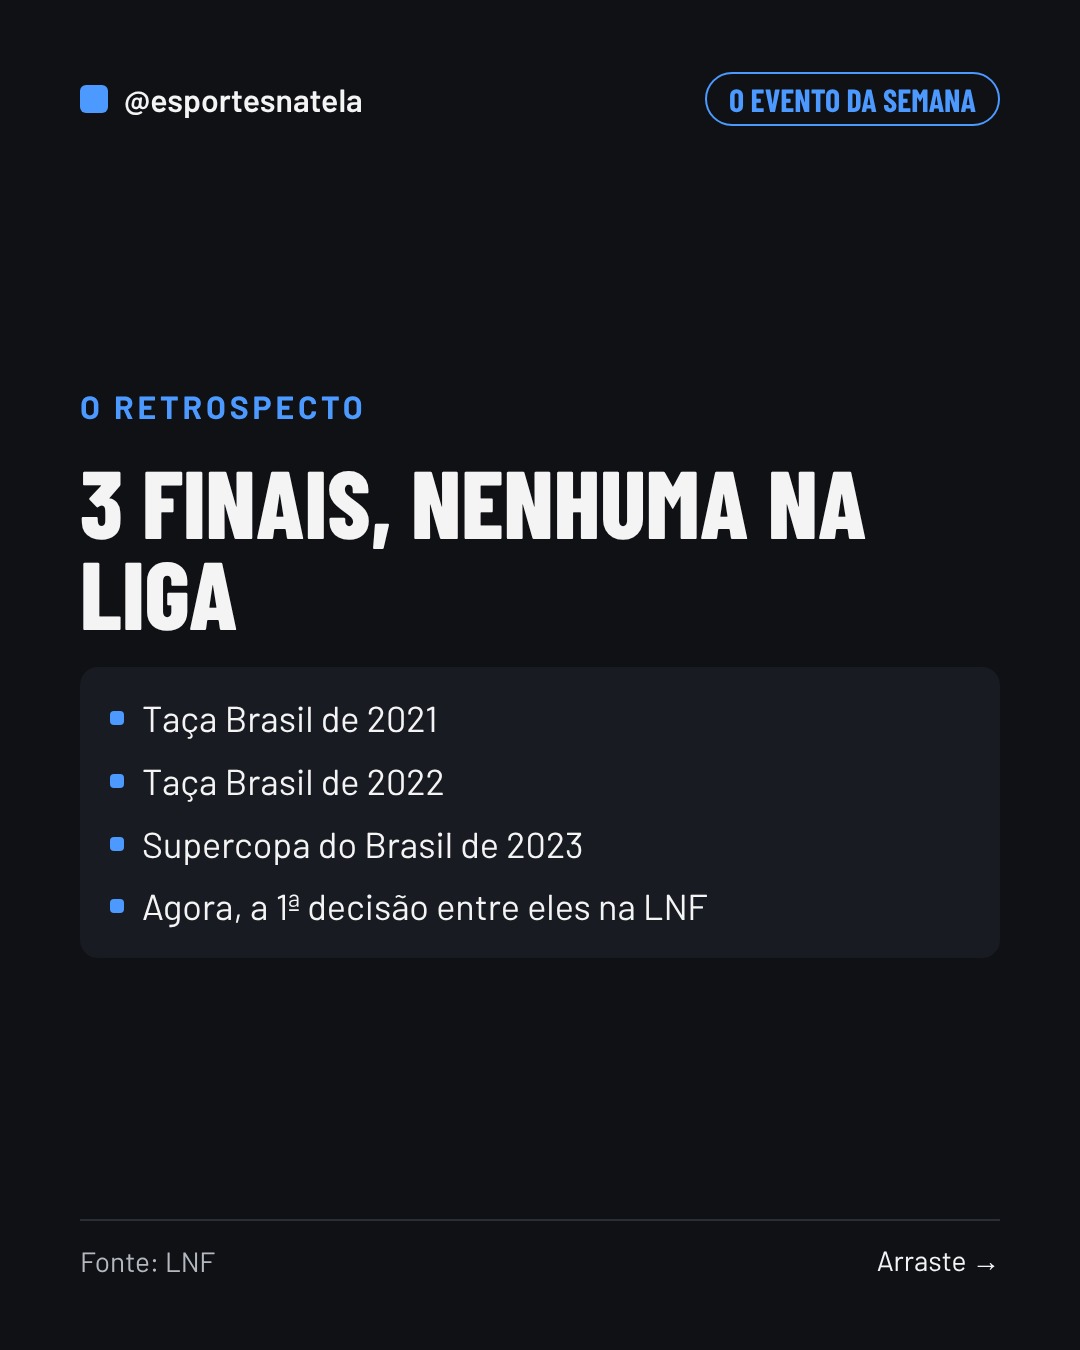 @esportesnatela
O EVENTO DA SEMANA
O RETROSPECTO
3 FINAIS, NENHUMA NA
LIGA
Taça Brasil de 2021
Taça Brasil de 2022
Supercopa do Brasil de 2023
Agora, a 1ª decisão entre eles na LNF
Fonte: LNF
Arraste →